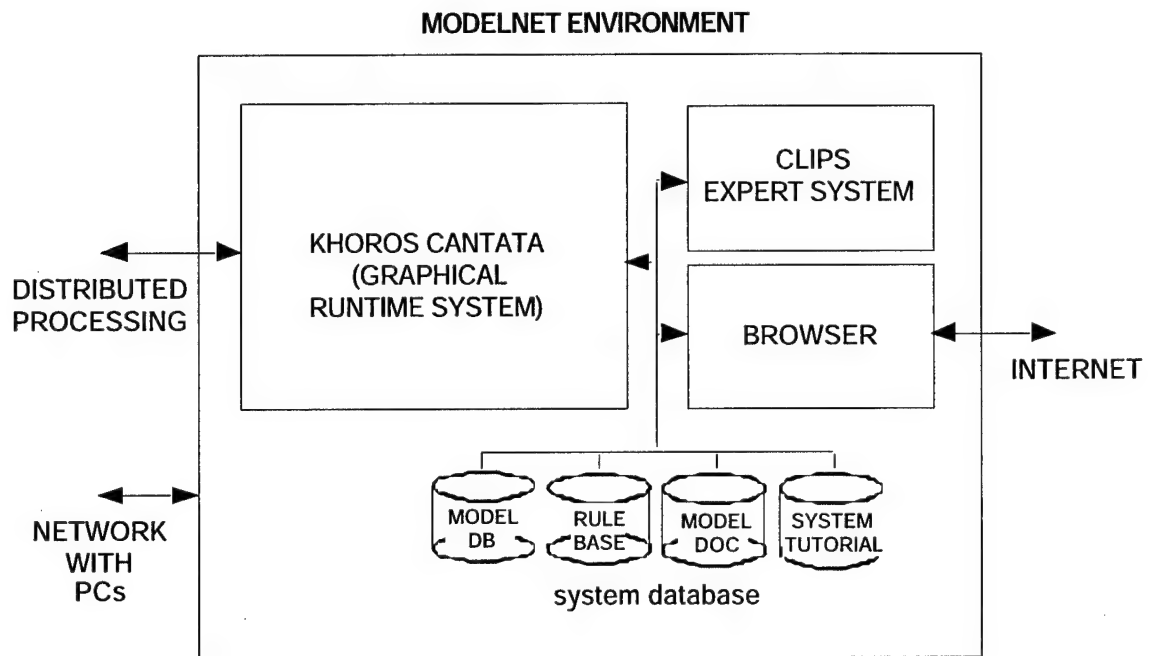 MODELNET ENVIRONMENT
KHOROS CANTATA
(GRAPHICAL
RUNTIME SYSTEM)
CLIPS
EXPERT SYSTEM
BROWSER
DISTRIBUTED
PROCESSING
INTERNET
NETWORK
WITH
PCs
MODEL
DB
RULE
BASE
MODEL
DOC
SYSTEM
TUTORIAL
system database